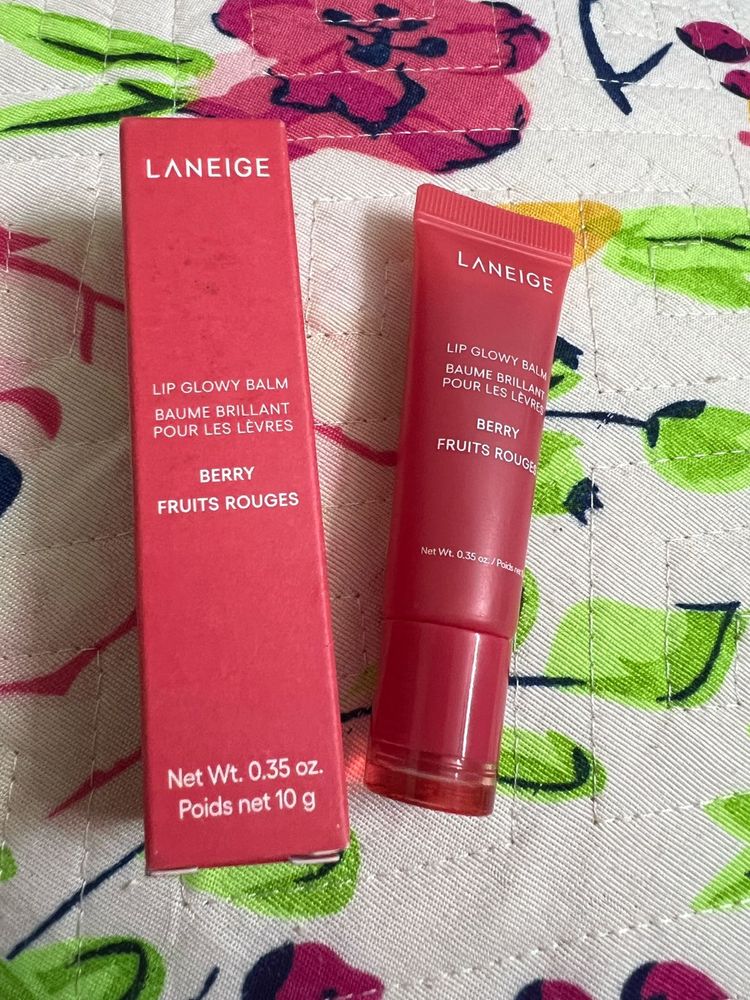 LANEIGE
LIP GLOWY BALM
BAUME BRILLANT
POUR LES LÈVRES
BERRY
FRUITS ROUGES
Net Wt. 0.35 oz.
Poids net 10 g
LANEIGE
LIP GLOWY BALM
BAUME BRILLANT
POUR LES LÈVRES
BERRY
FRUITS ROUGES
Net Wt. 0.35 oz. / Poids net